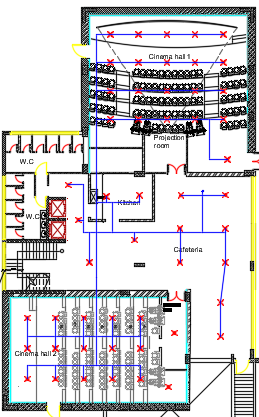 Cinema hall 1
Projection
room
W.C
Kitchen
W.C
Cafeteria
Cinema hall 2